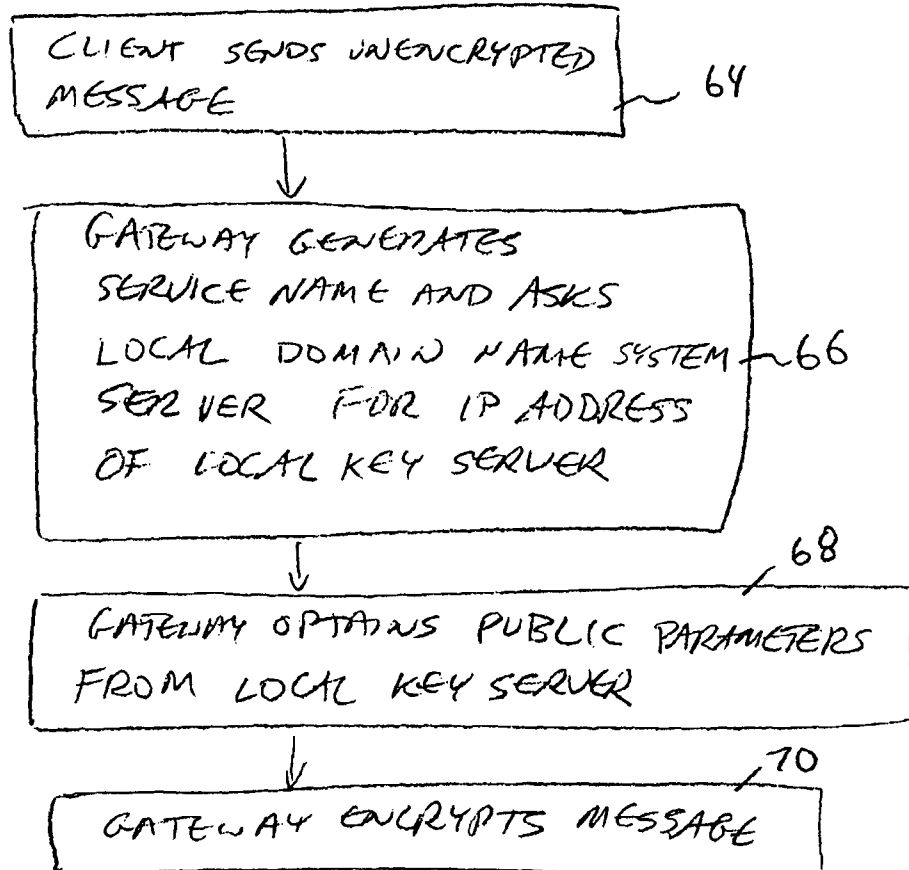 CLIENT SENDS UNENCRYPTED
MESSAGE
64
GATEWAY GENERATES
SERVICE NAME AND ASKS
LOCAL DOMAIN NAME SYSTEM
66
SERVER FOR IP ADDRESS
OF LOCAL KEY SERVER
68
GATEWAY OPTAINS PUBLIC PARAMETERS
FROM LOCAL KEY SERVER
70
GATEWAY ENCRYPTS MESSAGE